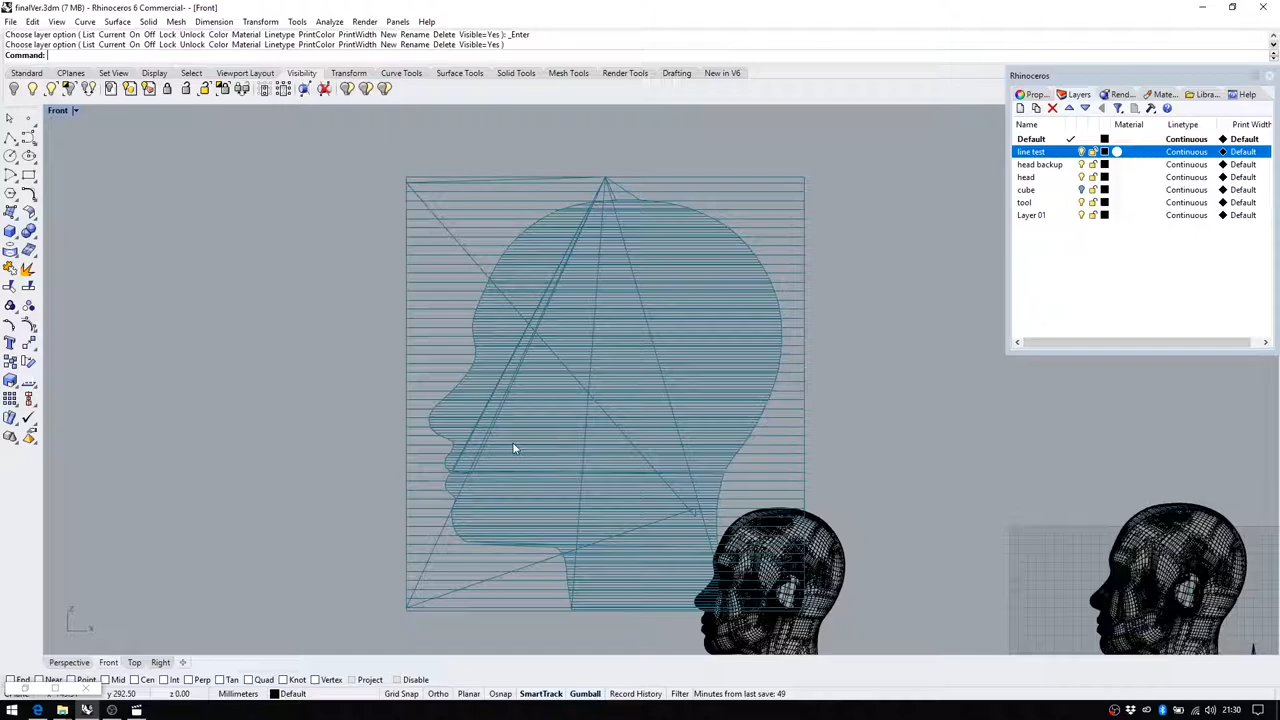 finalVer.3dm (7 MB) - Rhinoceros 6 Commercial- - [Front]
File Edit View Curve Surface Solid Mesh Dimension Transform Tools Analyze Render Panels Help
Choose layer option ( List Current On Off Lock Unlock Color Material Linetype PrintColor PrintWidth New Rename Delete Visible=Yes ): _Enter
Choose layer option ( List Current On Off Lock Unlock Color Material Linetype PrintColor PrintWidth New Rename Delete Visible=Yes )
Command:
Standard CPlanes Set View Display Select Viewport Layout Visibility Transform Curve Tools Surface Tools Solid Tools Mesh Tools Render Tools Drafting New in V6
Front
Rhinoceros
Prop... Layers Rend... Mate... Libra... Help
Name Material Linetype Print Width
Default Continuous Default
line test Continuous Default
head backup Continuous Default
head Continuous Default
cube Continuous Default
tool Continuous Default
Layer 01 Continuous Default
z
x
Perspective Front Top Right
End Near Point Mid Cen Int Perp Tan Quad Knot Vertex Project Disable
y 292.50 z 0.00 Millimeters Default Grid Snap Ortho Planar Osnap SmartTrack Gumball Record History Filter Minutes from last save: 49
21:30